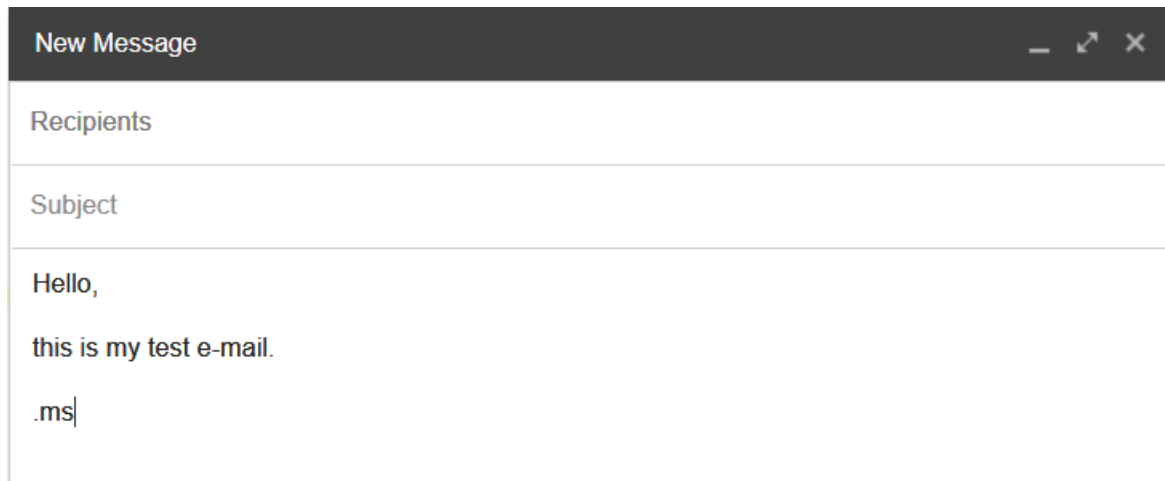 New Message
Recipients
Subject
Hello,
this is my test e-mail.
.ms